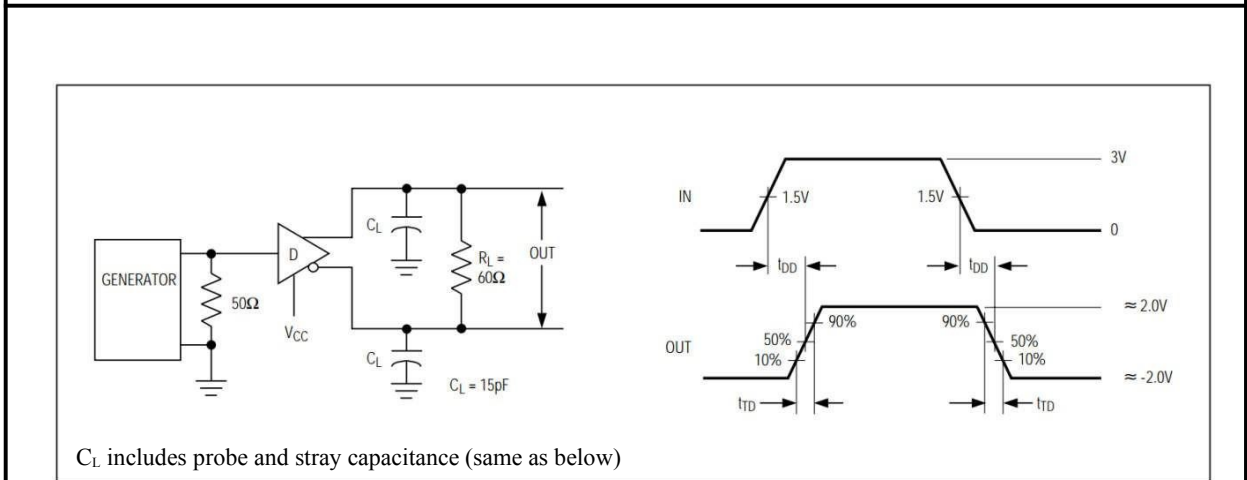 GENERATOR
50Ω
D
VCC
CL
CL
CL = 15pF
RL =
60Ω
OUT
IN
1.5V
1.5V
3V
0
tDD
tDD
OUT
90%
50%
10%
90%
50%
10%
≈ 2.0V
≈ -2.0V
tTD
tTD
CL includes probe and stray capacitance (same as below)